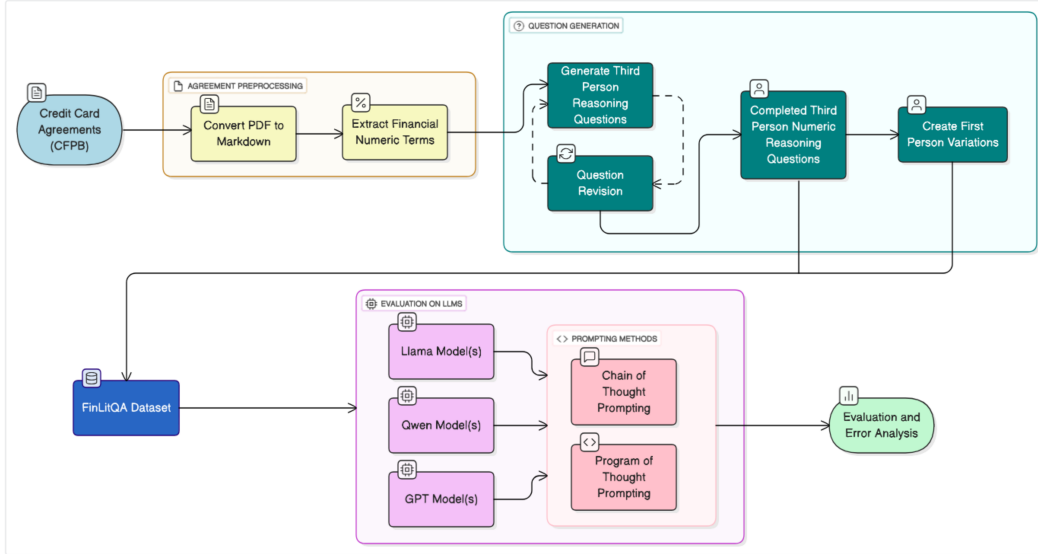 QUESTION GENERATION
AGREEMENT PREPROCESSING
Credit Card
Agreements
(CFPB)
Convert PDF to
Markdown
Extract Financial
Numeric Terms
Generate Third
Person
Reasoning
Questions
Question
Revision
Completed Third
Person Numeric
Reasoning
Questions
Create First
Person Variations
EVALUATION ON LLMS
FinLitQA Dataset
Llama Model(s)
Qwen Model(s)
GPT Model(s)
PROMPTING METHODS
Chain of
Thought
Prompting
Program of
Thought
Prompting
Evaluation and
Error Analysis